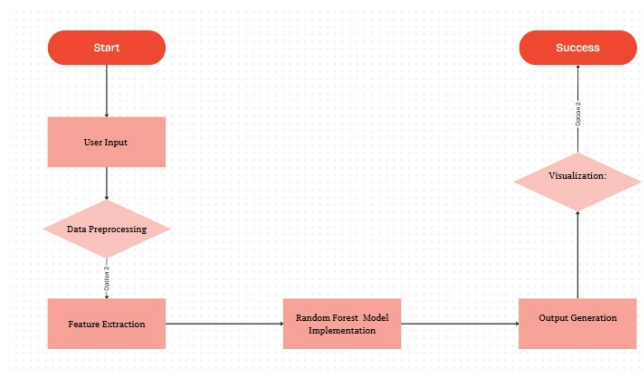 Start
User Input
Data Preprocessing
Option 2
Feature Extraction
Random Forest Model
Implementation
Output Generation
Visualization:
Option 2
Success